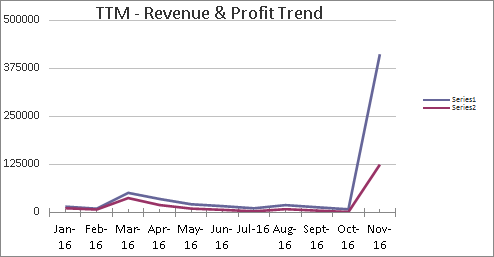 TTM - Revenue & Profit Trend
500000
375000
250000
125000
0
Series1
Series2
Jan- Feb- Mar- Apr- May- Jun- Jul-16 Aug- Sept- Oct- Nov-
16 16 16 16 16 16 16 16 16 16